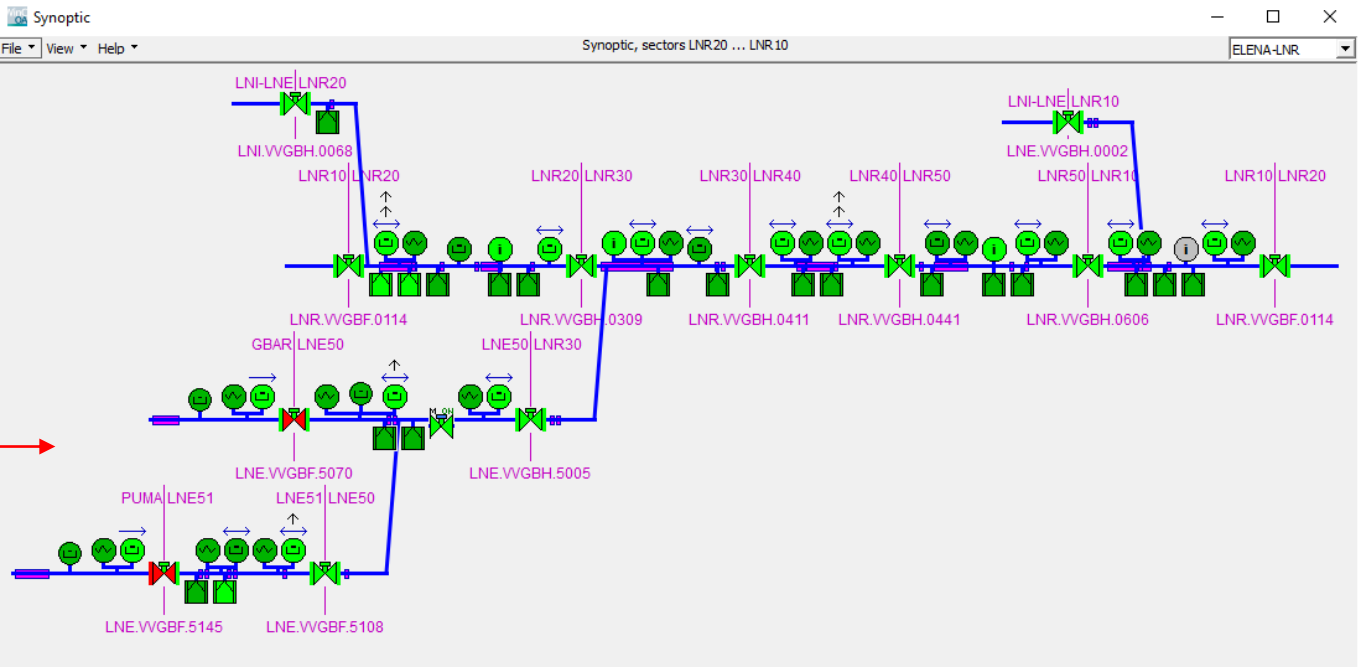 Synoptic
File View Help Synoptic, sectors LNR20 ... LNR10 ELENA-LNR
LNI-LNE LNR20
LNI-LNE LNR10
LNI.VVGBH.0068
LNE.VVGBH.0002
LNR10 LNR20 LNR20 LNR30 LNR30 LNR40 LNR40 LNR50 LNR50 LNR10 LNR10 LNR20
i i i i
LNR.VVGBF.0114 LNR.VVGBH.0309 LNR.VVGBH.0411 LNR.VVGBH.0441 LNR.VVGBH.0606 LNR.VVGBF.0114
GBAR LNE50 LNE50 LNR30
M ON
LNE.VVGBF.5070 LNE.VVGBH.5005
PUMA LNE51 LNE51 LNE50
LNE.VVGBF.5145 LNE.VVGBF.5108